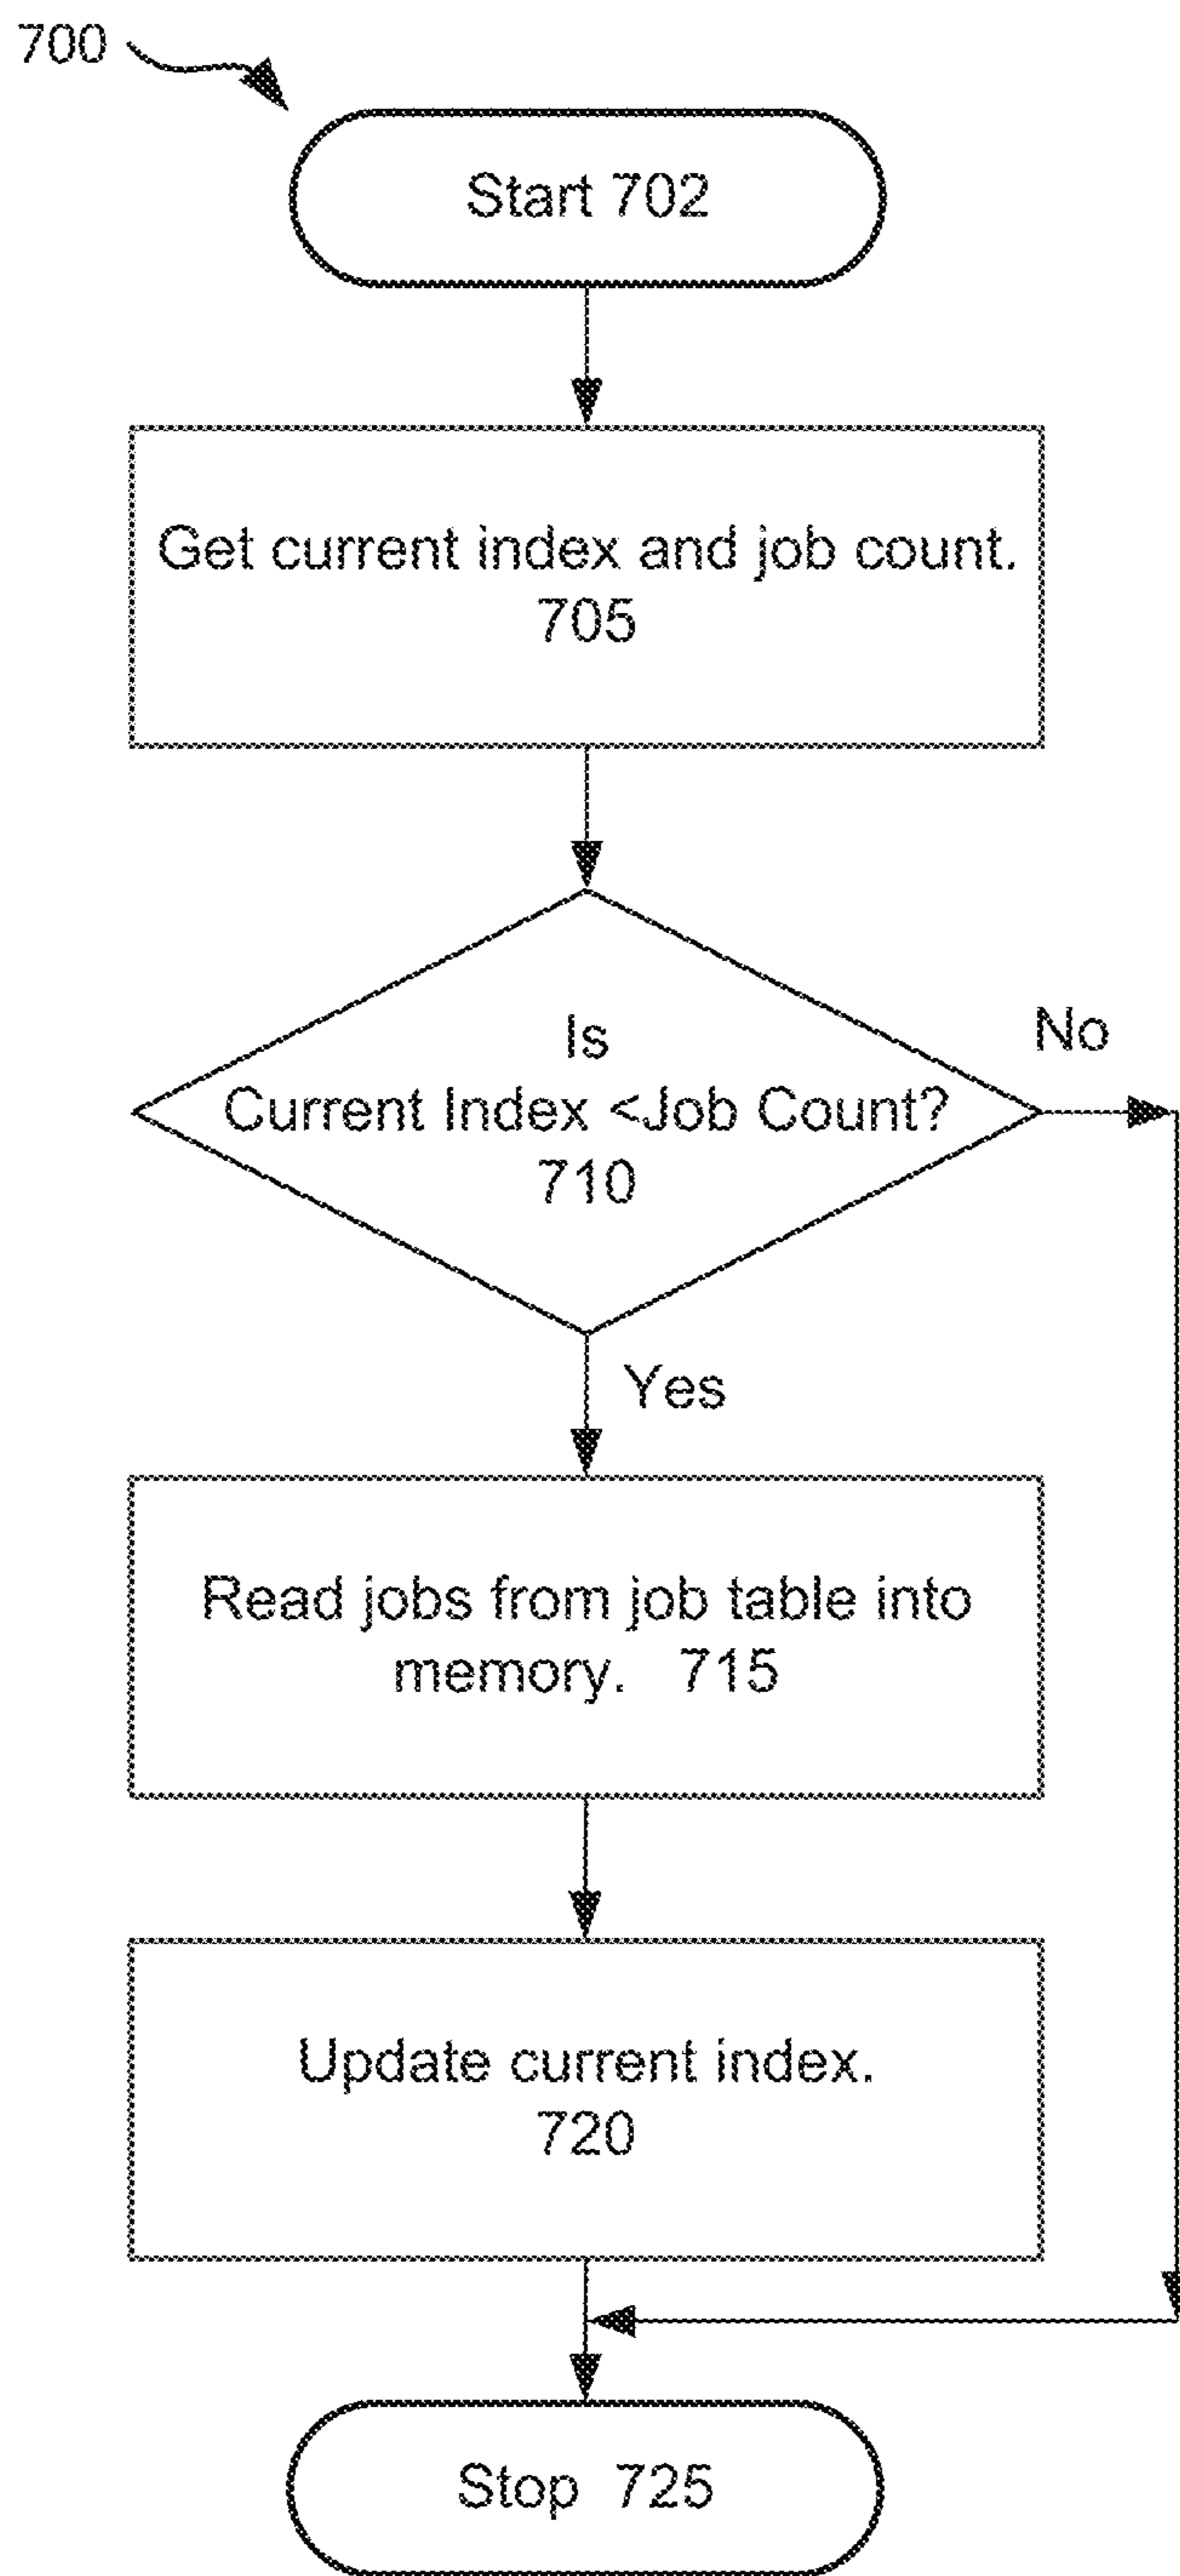 700
Start 702
Get current index and job count.
705
Is
No
Current Index <Job Count?
710
Yes
Read jobs from job table into
memory. 715
Update current index.
720
Stop 725